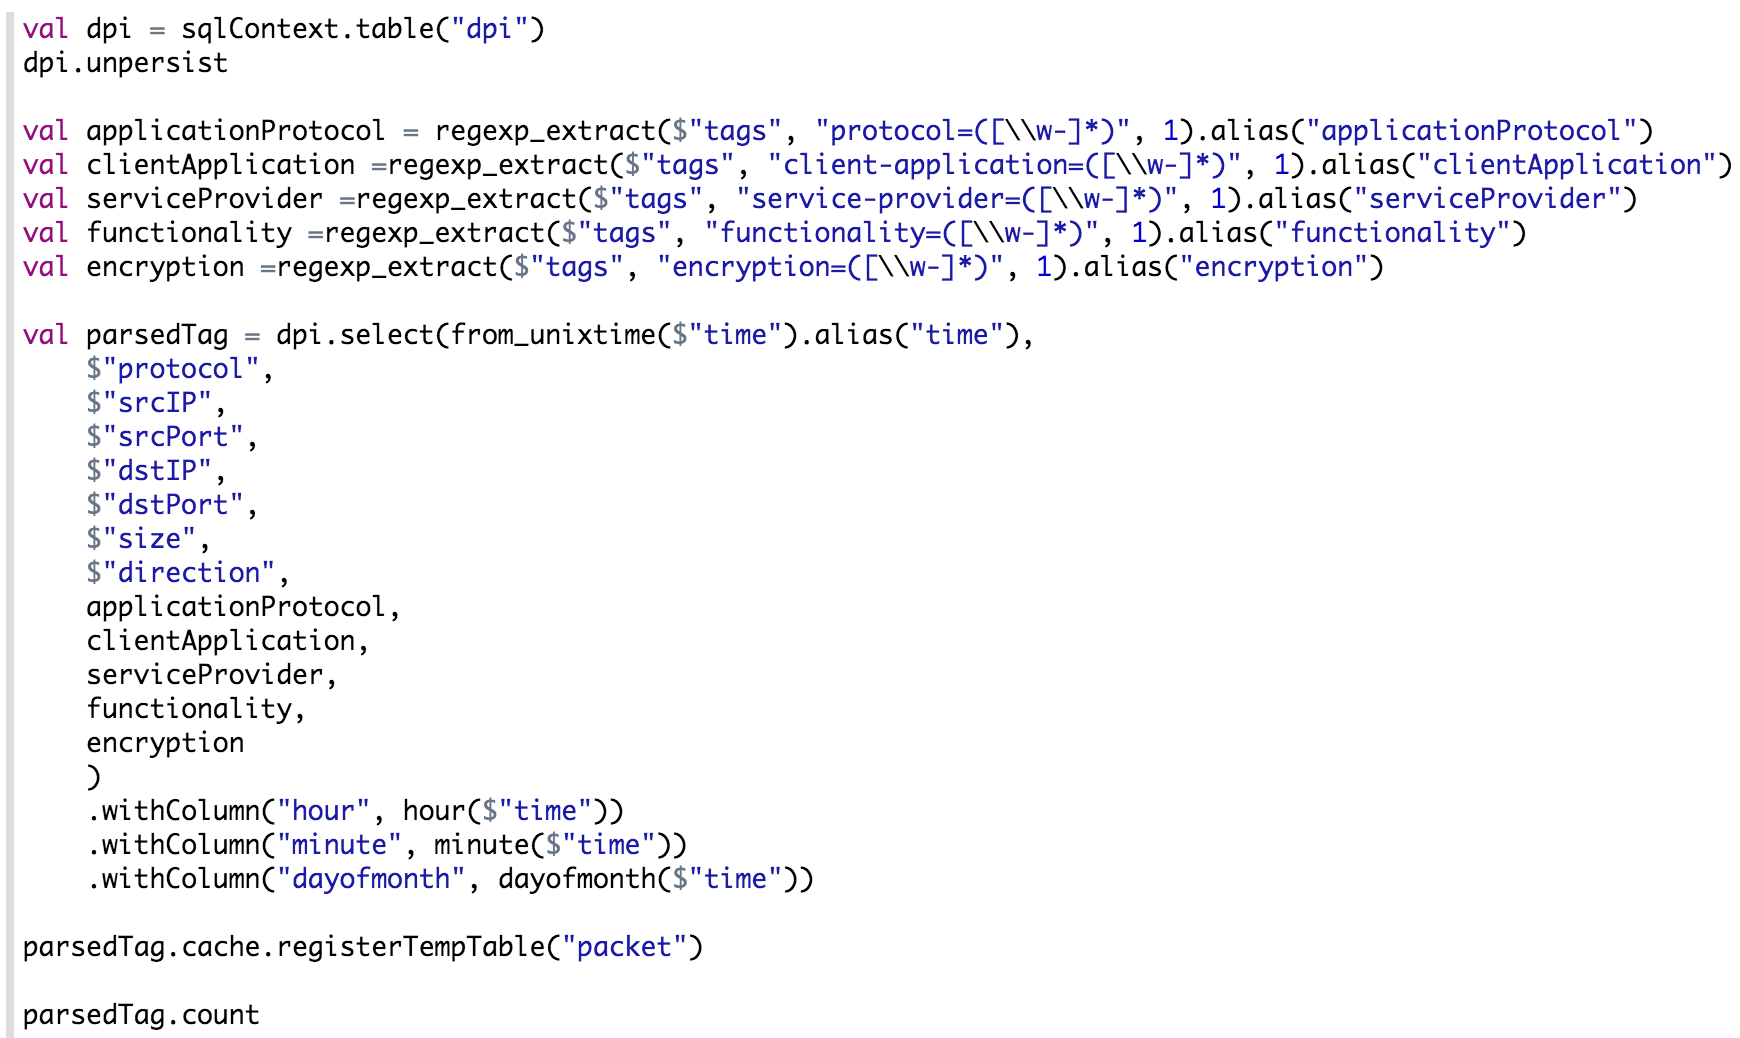 val dpi = sqlContext.table("dpi")
dpi.unpersist
val applicationProtocol = regexp_extract($"tags", "protocol=([\\w-]*)", 1).alias("applicationProtocol")
val clientApplication =regexp_extract($"tags", "client-application=([\\w-]*)", 1).alias("clientApplication")
val serviceProvider =regexp_extract($"tags", "service-provider=([\\w-]*)", 1).alias("serviceProvider")
val functionality =regexp_extract($"tags", "functionality=([\\w-]*)", 1).alias("functionality")
val encryption =regexp_extract($"tags", "encryption=([\\w-]*)", 1).alias("encryption")
val parsedTag = dpi.select(from_unixtime($"time").alias("time"),
    $"protocol",
    $"srcIP",
    $"srcPort",
    $"dstIP",
    $"dstPort",
    $"size",
    $"direction",
    applicationProtocol,
    clientApplication,
    serviceProvider,
    functionality,
    encryption
    )
    .withColumn("hour", hour($"time"))
    .withColumn("minute", minute($"time"))
    .withColumn("dayofmonth", dayofmonth($"time"))
parsedTag.cache.registerTempTable("packet")
parsedTag.count